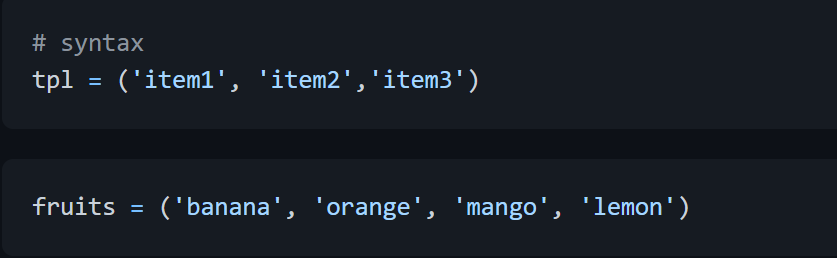 # syntax
tpl = ('item1', 'item2','item3')
fruits = ('banana', 'orange', 'mango', 'lemon')